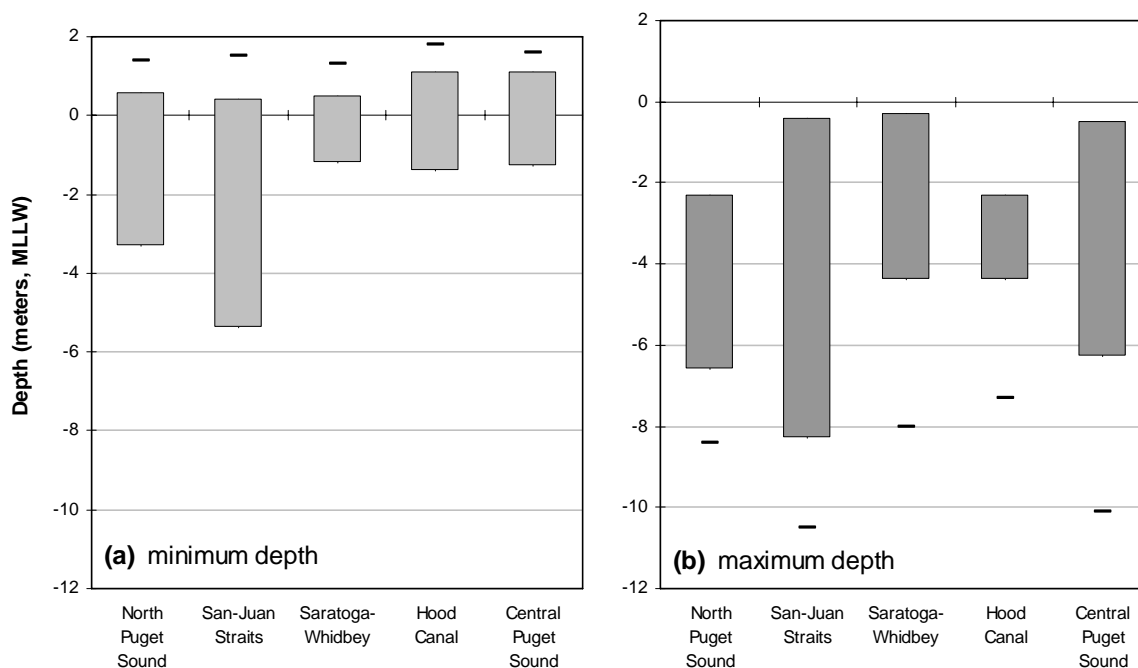 Depth (meters, MLLW)
2
0
-2
-4
-6
-8
-10
-12
(a) minimum depth
North
Puget
Sound
San-Juan
Straits
Saratoga-
Whidbey
Hood
Canal
Central
Puget
Sound
2
0
-2
-4
-6
-8
-10
-12
(b) maximum depth
North
Puget
Sound
San-Juan
Straits
Saratoga-
Whidbey
Hood
Canal
Central
Puget
Sound